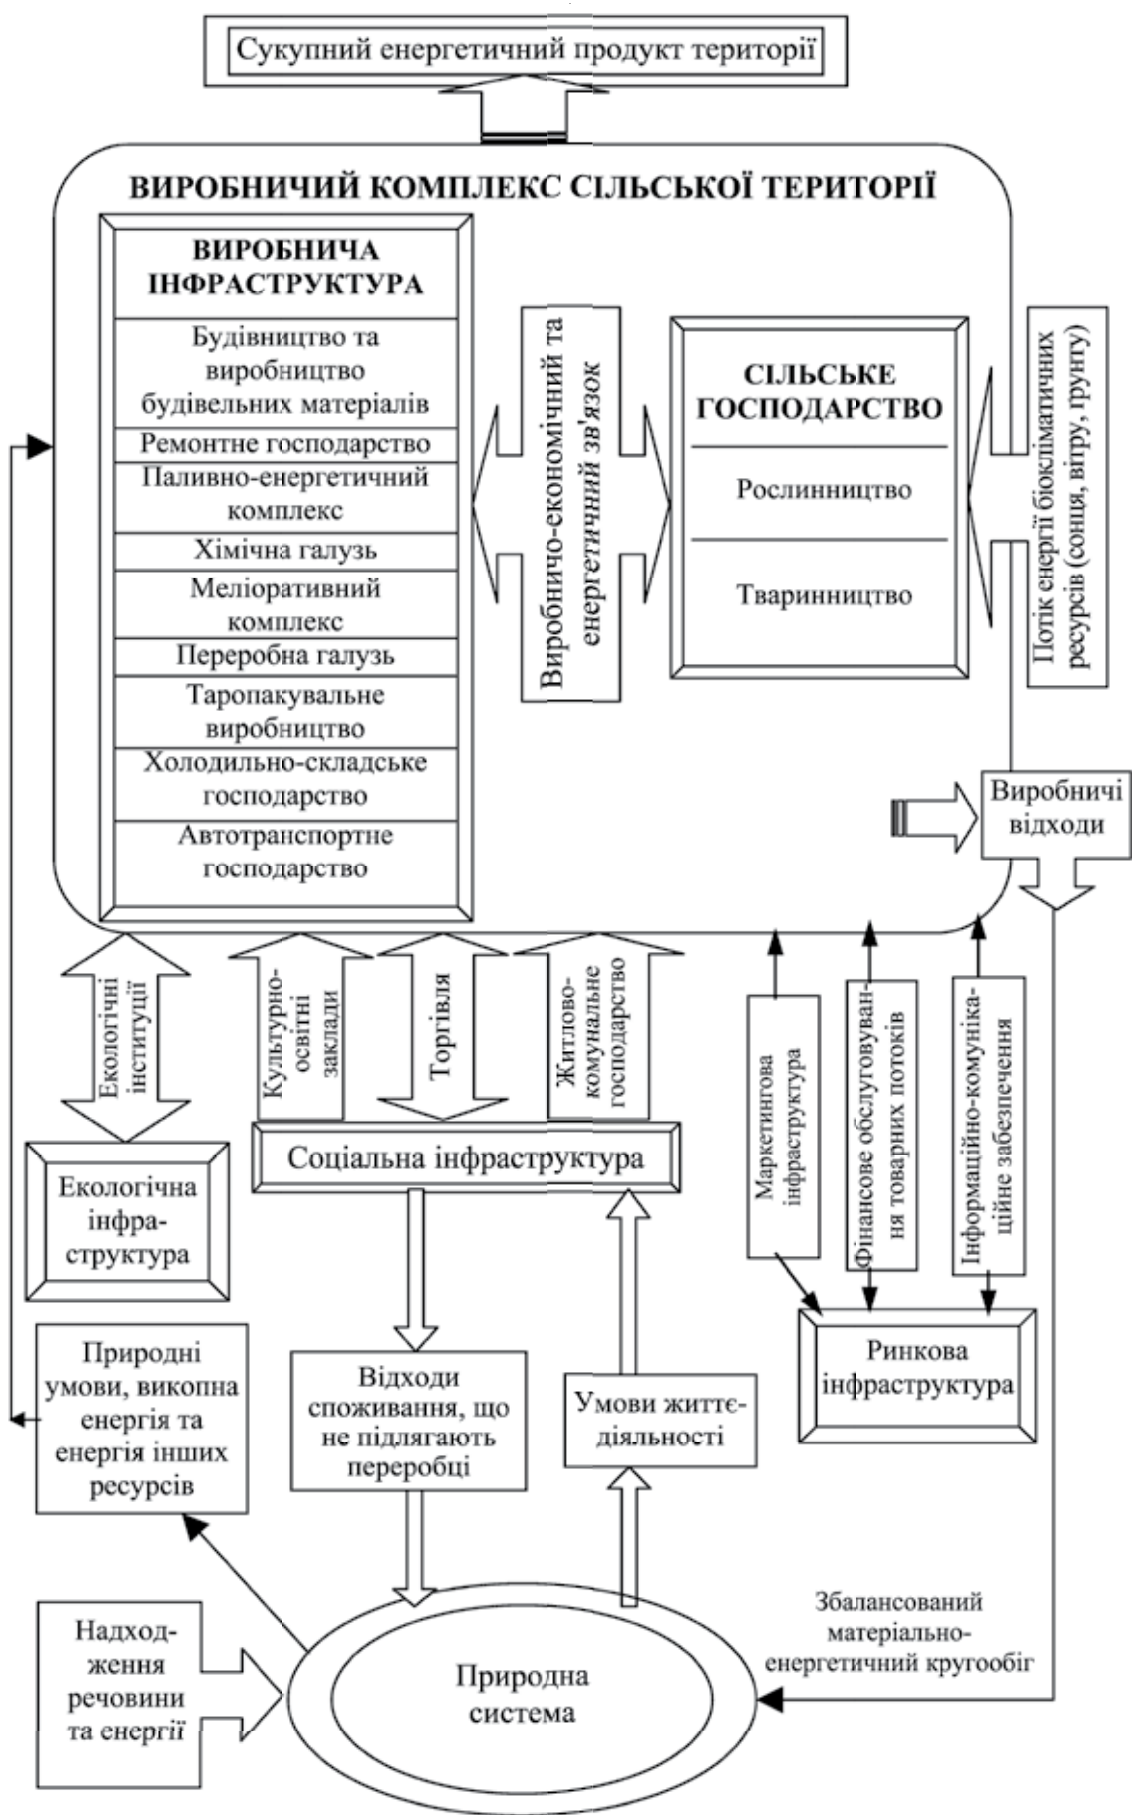 Сукупний енергетичний продукт території
ВИРОБНИЧИЙ КОМПЛЕКС СІЛЬСЬКОЇ ТЕРИТОРІЇ
ВИРОБНИЧА
ІНФРАСТРУКТУРА
Будівництво та
виробництво
будівельних матеріалів
Ремонтне господарство
Паливно-енергетичний
комплекс
Хімічна галузь
Меліоративний
комплекс
Переробна галузь
Таропакувальне
виробництво
Холодильно-складське
господарство
Автотранспортне
господарство
Виробничо-економічний та
енергетичний зв'язок
СІЛЬСЬКЕ
ГОСПОДАРСТВО
Рослинництво
Тваринництво
Потік енергії біокліматичних
ресурсів (сонця, вітру, грунту)
Виробничі
відходи
Екологічні
інституції
Культурно-
освітні
заклади
Торгівля
Житлово-
комунальне
господарство
Маркетингова
інфраструктура
Фінансове обслуговуван-
ня товарних потоків
Інформаційно-комуніка-
ційне забезпечення
Екологічна
інфра-
структура
Соціальна інфраструктура
Ринкова
інфраструктура
Природні
умови, викопна
енергія та
енергія інших
ресурсів
Відходи
споживання, що
не підлягають
переробці
Умови життє-
діяльності
Надход-
ження
речовини
та енергії
Природна
система
Збалансований
матеріально-
енергетичний кругообіг